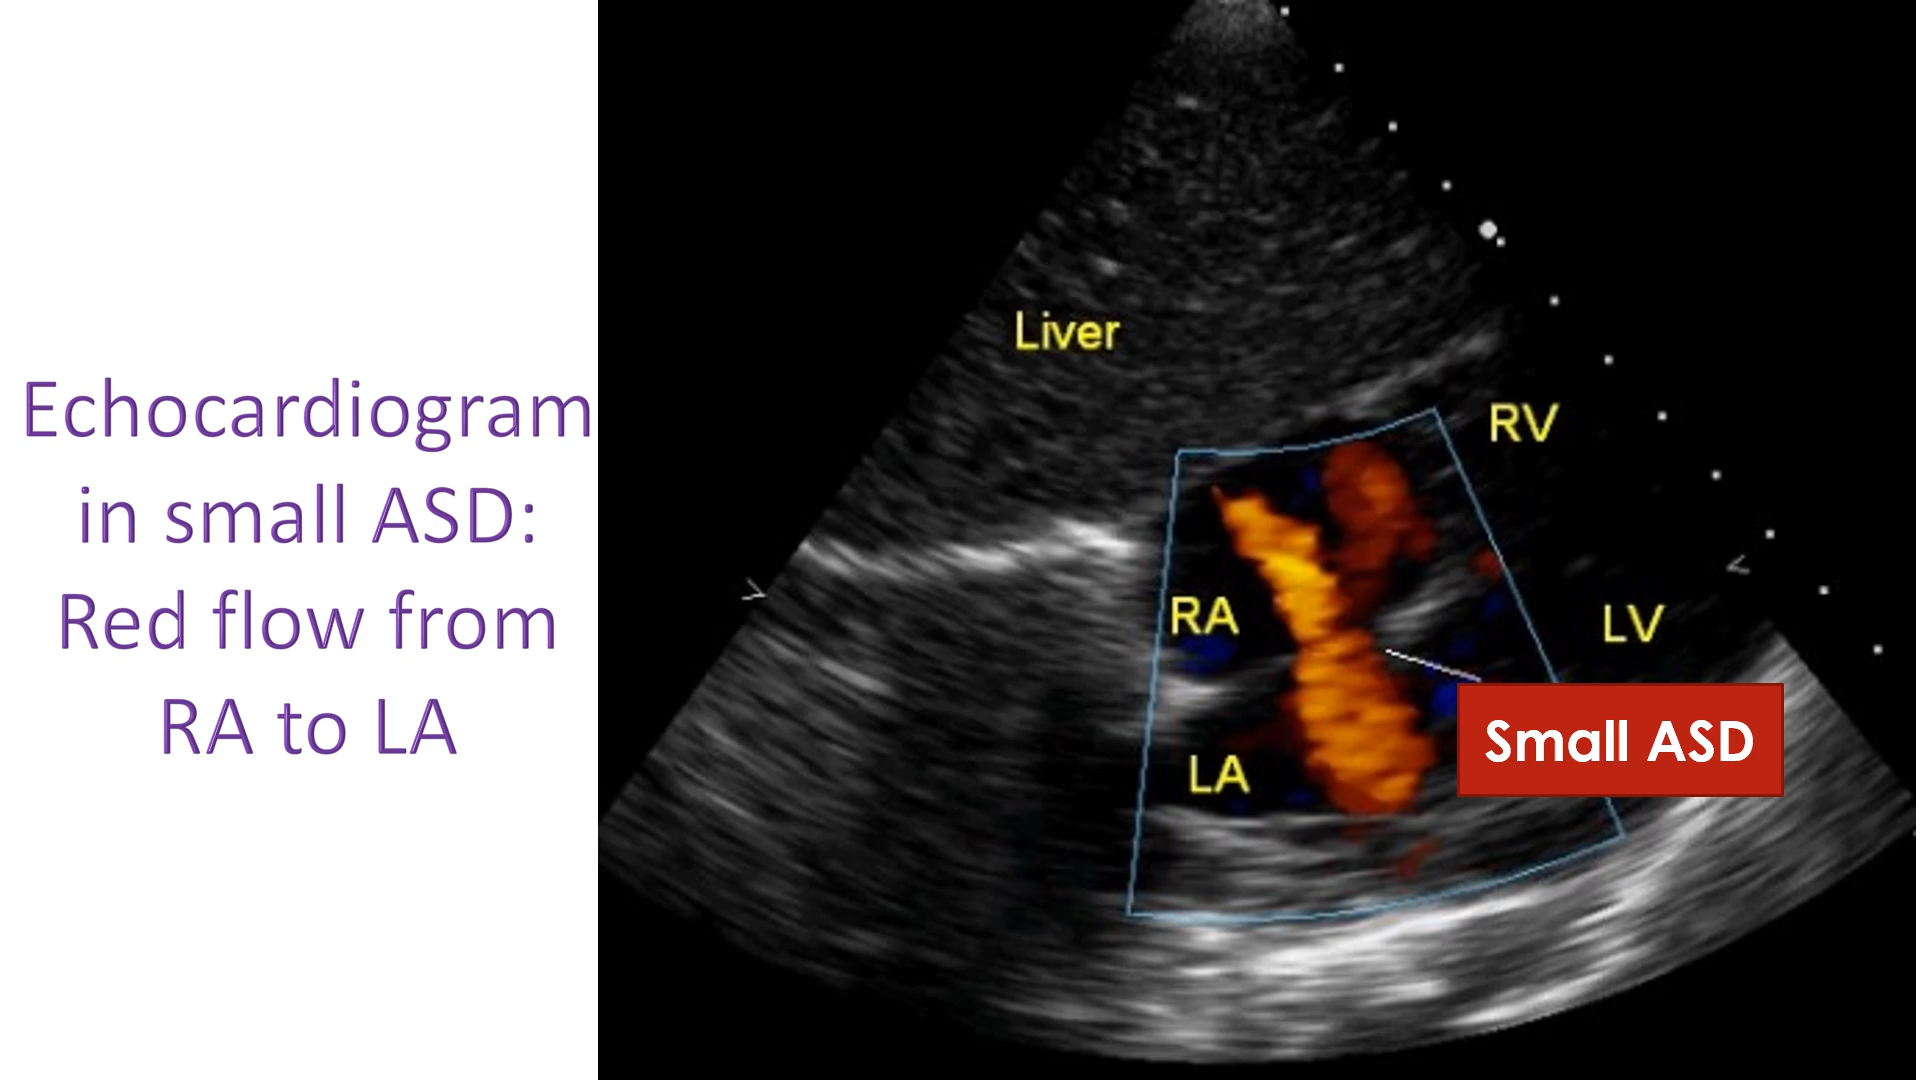 Echocardiogram
in small ASD:
Red flow from
RA to LA
Liver
RV
RA
LV
Small ASD
LA